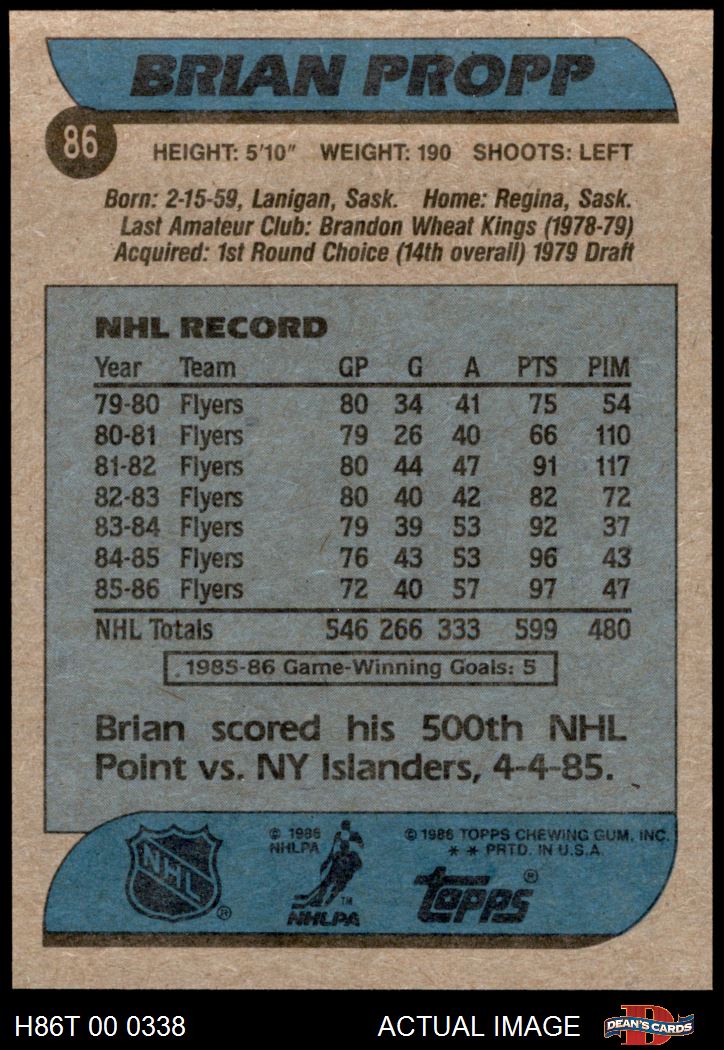 BRIAN PROPP
86
HEIGHT: 5'10" WEIGHT: 190 SHOOTS: LEFT
Born: 2-15-59, Lanigan, Sask. Home: Regina, Sask.
Last Amateur Club: Brandon Wheat Kings (1978-79)
Acquired: 1st Round Choice (14th overall) 1979 Draft
NHL RECORD
Year Team GP G A PTS PIM
79-80 Flyers 80 34 41 75 54
80-81 Flyers 79 26 40 66 110
81-82 Flyers 80 44 47 91 117
82-83 Flyers 80 40 42 82 72
83-84 Flyers 79 39 53 92 37
84-85 Flyers 76 43 53 96 43
85-86 Flyers 72 40 57 97 47
NHL Totals 546 266 333 599 480
1985-86 Game-Winning Goals: 5
Brian scored his 500th NHL
Point vs. NY Islanders, 4-4-85.
NHL ®
© 1986
NHLPA
TM
NHLPA
© 1986 TOPPS CHEWING GUM, INC.
* * PRTD. IN U.S.A.
topps ®
H86T 00 0338 ACTUAL IMAGE
D
DEAN'S CARDS